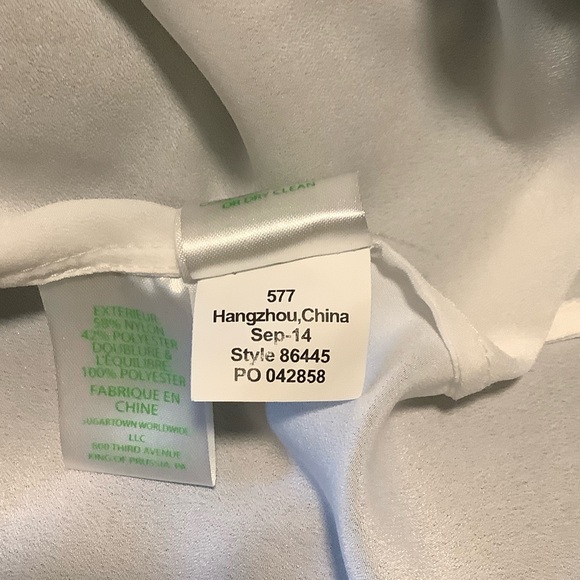 OR DRY CLEAN
577
Hangzhou,China
Sep-14
Style 86445
PO 042858
EXTERIEUR
58% NYLON
42% POLYESTER
DOUBLURE &
L'ÉQUILIBRE
100% POLYESTER
FABRIQUE EN
CHINE
SUGARTOWN WORLDWIDE
LLC
800 THIRD AVENUE
KING OF PRUSSIA, PA